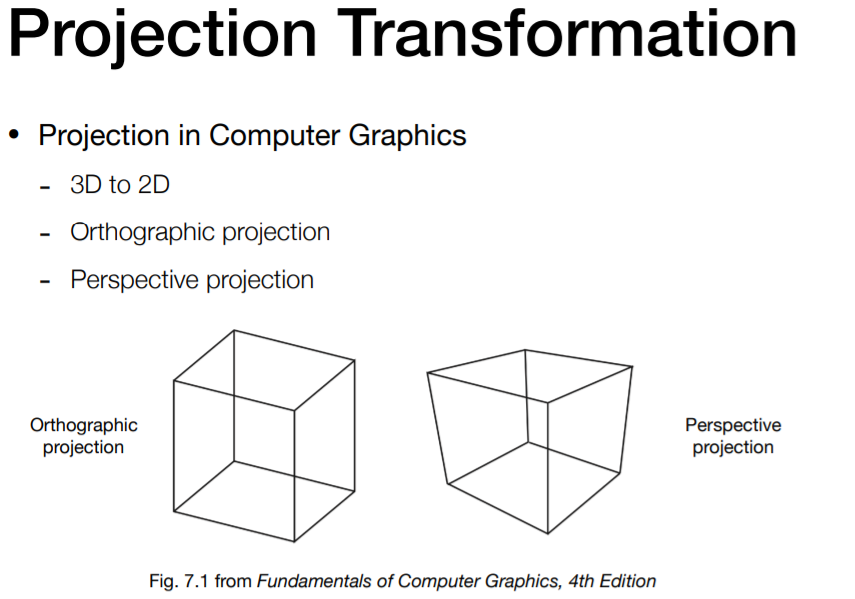 Projection Transformation
• Projection in Computer Graphics
- 3D to 2D
- Orthographic projection
- Perspective projection
Orthographic
projection
Perspective
projection
Fig. 7.1 from Fundamentals of Computer Graphics, 4th Edition